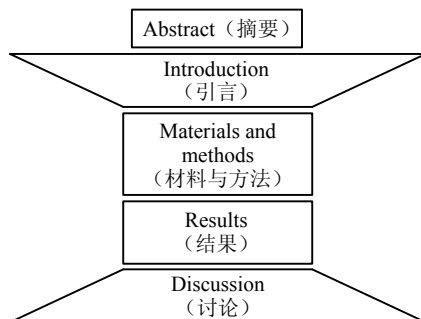 Abstract（摘要）
Introduction
（引言）
Materials and
methods
（材料与方法）
Results
（结果）
Discussion
（讨论）